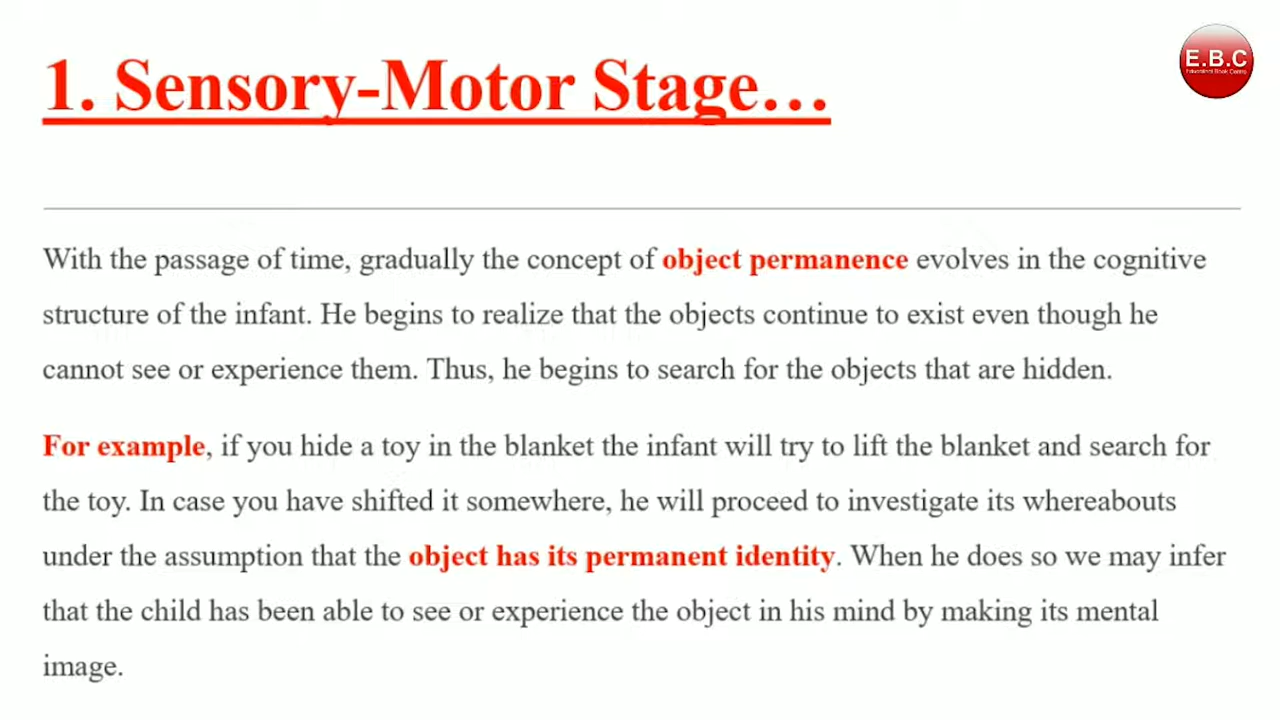 1. Sensory-Motor Stage...
E.B.C
Educational Book Centre
With the passage of time, gradually the concept of object permanence evolves in the cognitive
structure of the infant. He begins to realize that the objects continue to exist even though he
cannot see or experience them. Thus, he begins to search for the objects that are hidden.
For example, if you hide a toy in the blanket the infant will try to lift the blanket and search for
the toy. In case you have shifted it somewhere, he will proceed to investigate its whereabouts
under the assumption that the object has its permanent identity. When he does so we may infer
that the child has been able to see or experience the object in his mind by making its mental
image.